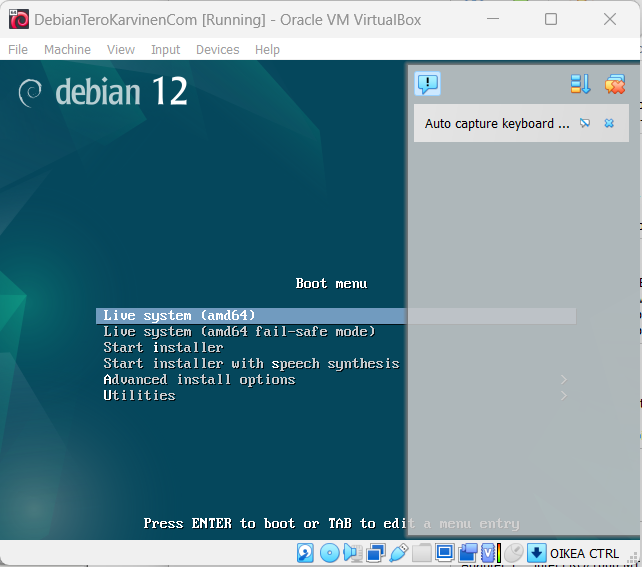 DebianTeroKarvinenCom [Running] - Oracle VM VirtualBox
File Machine View Input Devices Help
debian 12
Auto capture keyboard ...
Boot menu
Live system (amd64)
Live system (amd64 fail-safe mode)
Start installer
Start installer with speech synthesis
Advanced install options
Utilities
Press ENTER to boot or TAB to edit a menu entry
OIKEA CTRL